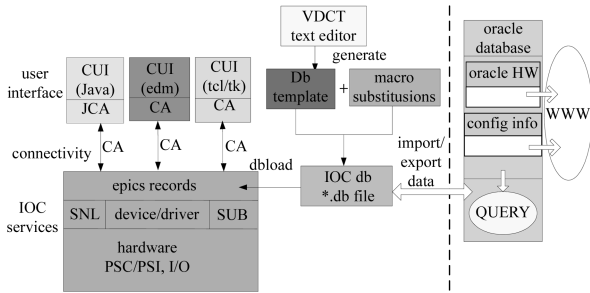 VDCT
text editor
generate
Db
template
+
macro
substitusions
user
interface
CUI
(Java)
JCA
CUI
(edm)
CA
CUI
(tcl/tk)
CA
connectivity
CA
CA
CA
dbload
IOC db
*.db file
import/
export
data
IOC
services
epics records
SNL
device/driver
SUB
hardware
PSC/PSI, I/O
oracle
database
oracle HW
config info
WWW
QUERY